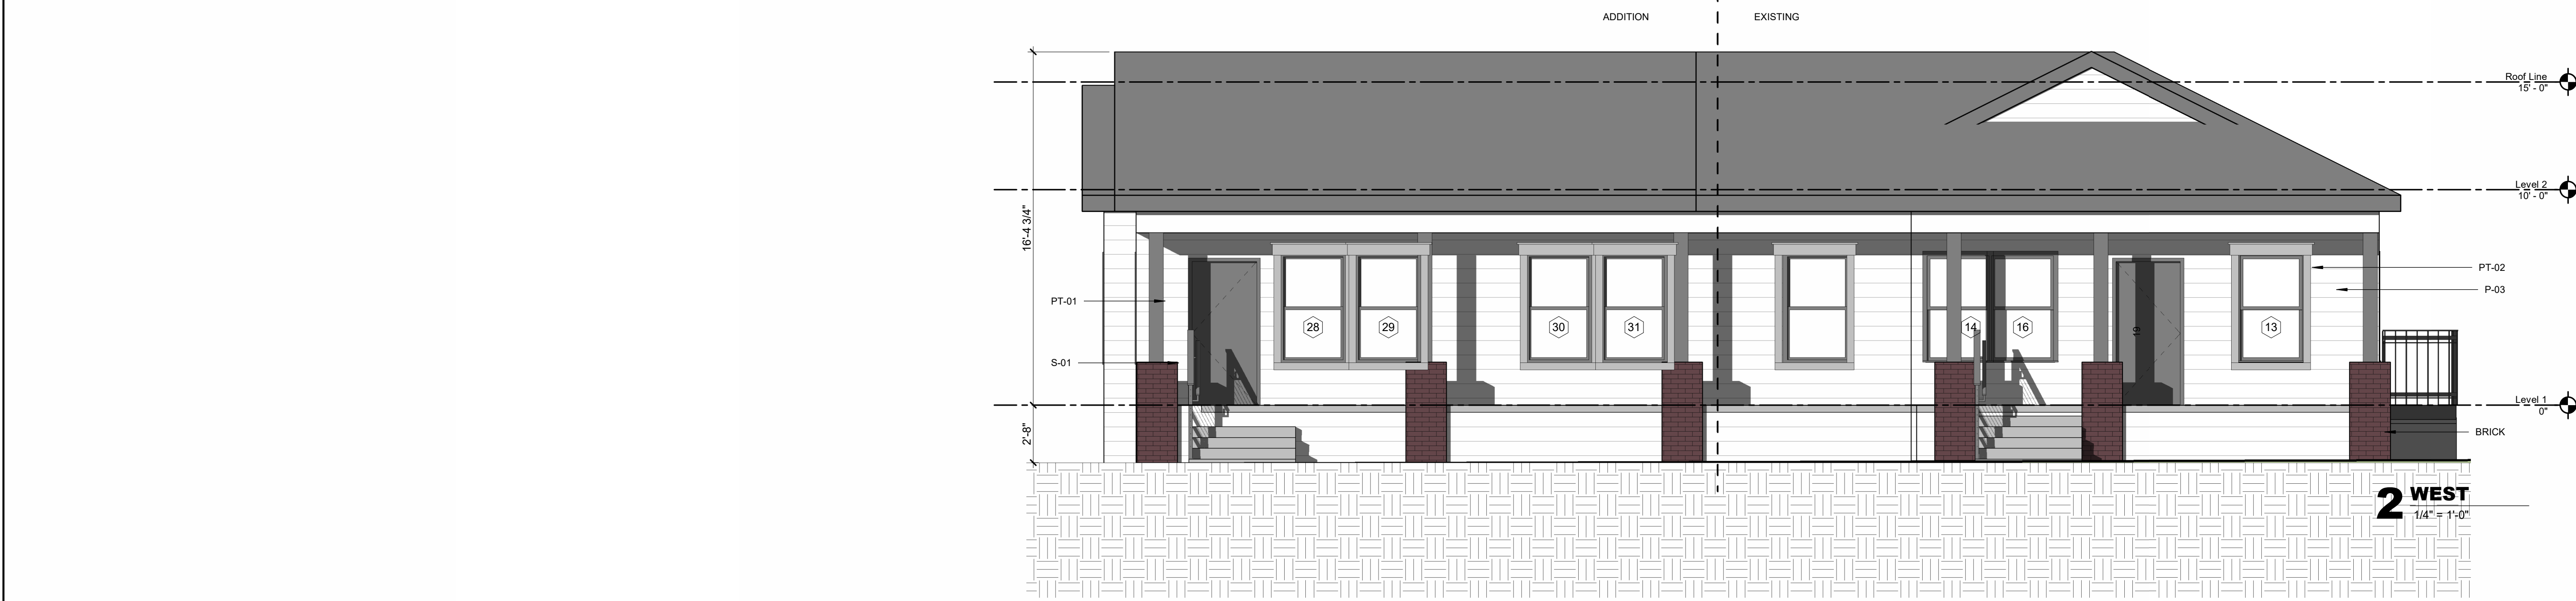 ADDITION
EXISTING
Roof Line
15' - 0"
Level 2
10' - 0"
16'-4 3/4"
PT-02
P-03
PT-01
28
29
30
31
14
16
19
13
S-01
Level 1
0"
2'-8"
BRICK
2 WEST
1/4" = 1'-0"